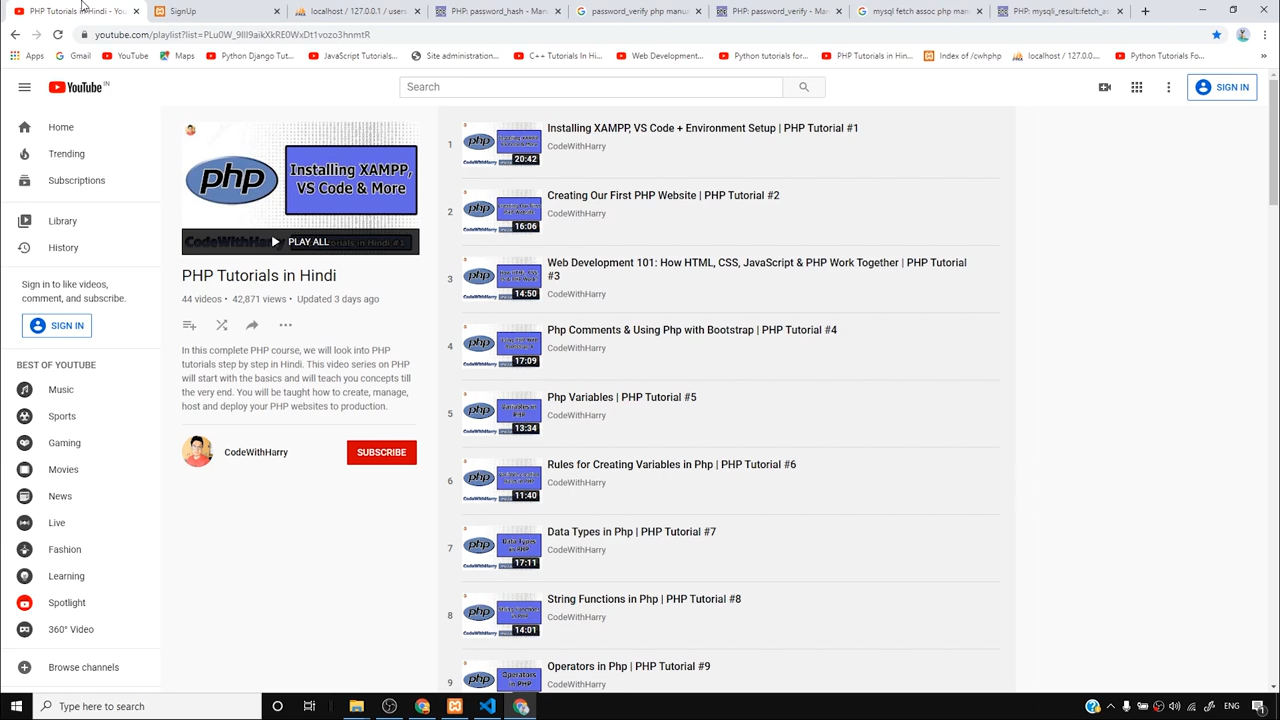 PHP Tutorials in Hindi - You
SignUp
localhost / 127.0.0.1 / users
PHP: password_hash - Manu
password_verify php manu
PHP: password_verify - Man
mysql fetch assoc php man
PHP: mysqli_result::fetch_as
youtube.com/playlist?list=PLu0W_9lII9aikXkRE0WxDt1vozo3hnmtR
Apps
Gmail
YouTube
Maps
Python Django Tut...
JavaScript Tutorials...
Site administration...
C++ Tutorials In Hi...
Web Development...
Python tutorials for...
PHP Tutorials in Hin...
Index of /cwhphp
localhost / 127.0.0....
Python Tutorials Fo...
YouTube IN
Search
SIGN IN
Home
Trending
Subscriptions
Library
History
Sign in to like videos,
comment, and subscribe.
SIGN IN
BEST OF YOUTUBE
Music
Sports
Gaming
Movies
News
Live
Fashion
Learning
Spotlight
360° Video
Browse channels
php
Installing XAMPP,
VS Code & More
PLAY ALL
PHP Tutorials in Hindi
44 videos • 42,871 views • Updated 3 days ago
In this complete PHP course, we will look into PHP
tutorials step by step in Hindi. This video series on PHP
will start with the basics and will teach you concepts till
the very end. You will be taught how to create, manage,
host and deploy your PHP websites to production.
CodeWithHarry
SUBSCRIBE
1
20:42
Installing XAMPP, VS Code + Environment Setup | PHP Tutorial #1
CodeWithHarry
2
16:06
Creating Our First PHP Website | PHP Tutorial #2
CodeWithHarry
3
14:50
Web Development 101: How HTML, CSS, JavaScript & PHP Work Together | PHP Tutorial
#3
CodeWithHarry
4
17:09
Php Comments & Using Php with Bootstrap | PHP Tutorial #4
CodeWithHarry
5
13:34
Php Variables | PHP Tutorial #5
CodeWithHarry
6
11:40
Rules for Creating Variables in Php | PHP Tutorial #6
CodeWithHarry
7
17:11
Data Types in Php | PHP Tutorial #7
CodeWithHarry
8
14:01
String Functions in Php | PHP Tutorial #8
CodeWithHarry
9
Operators in Php | PHP Tutorial #9
CodeWithHarry
Type here to search
ENG